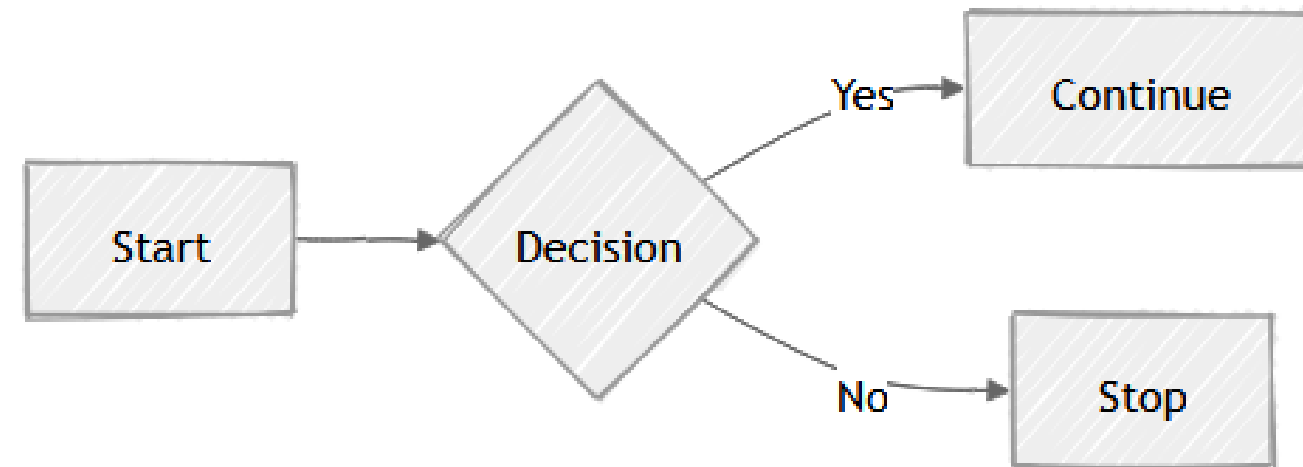 Start
Decision
Yes
Continue
No
Stop